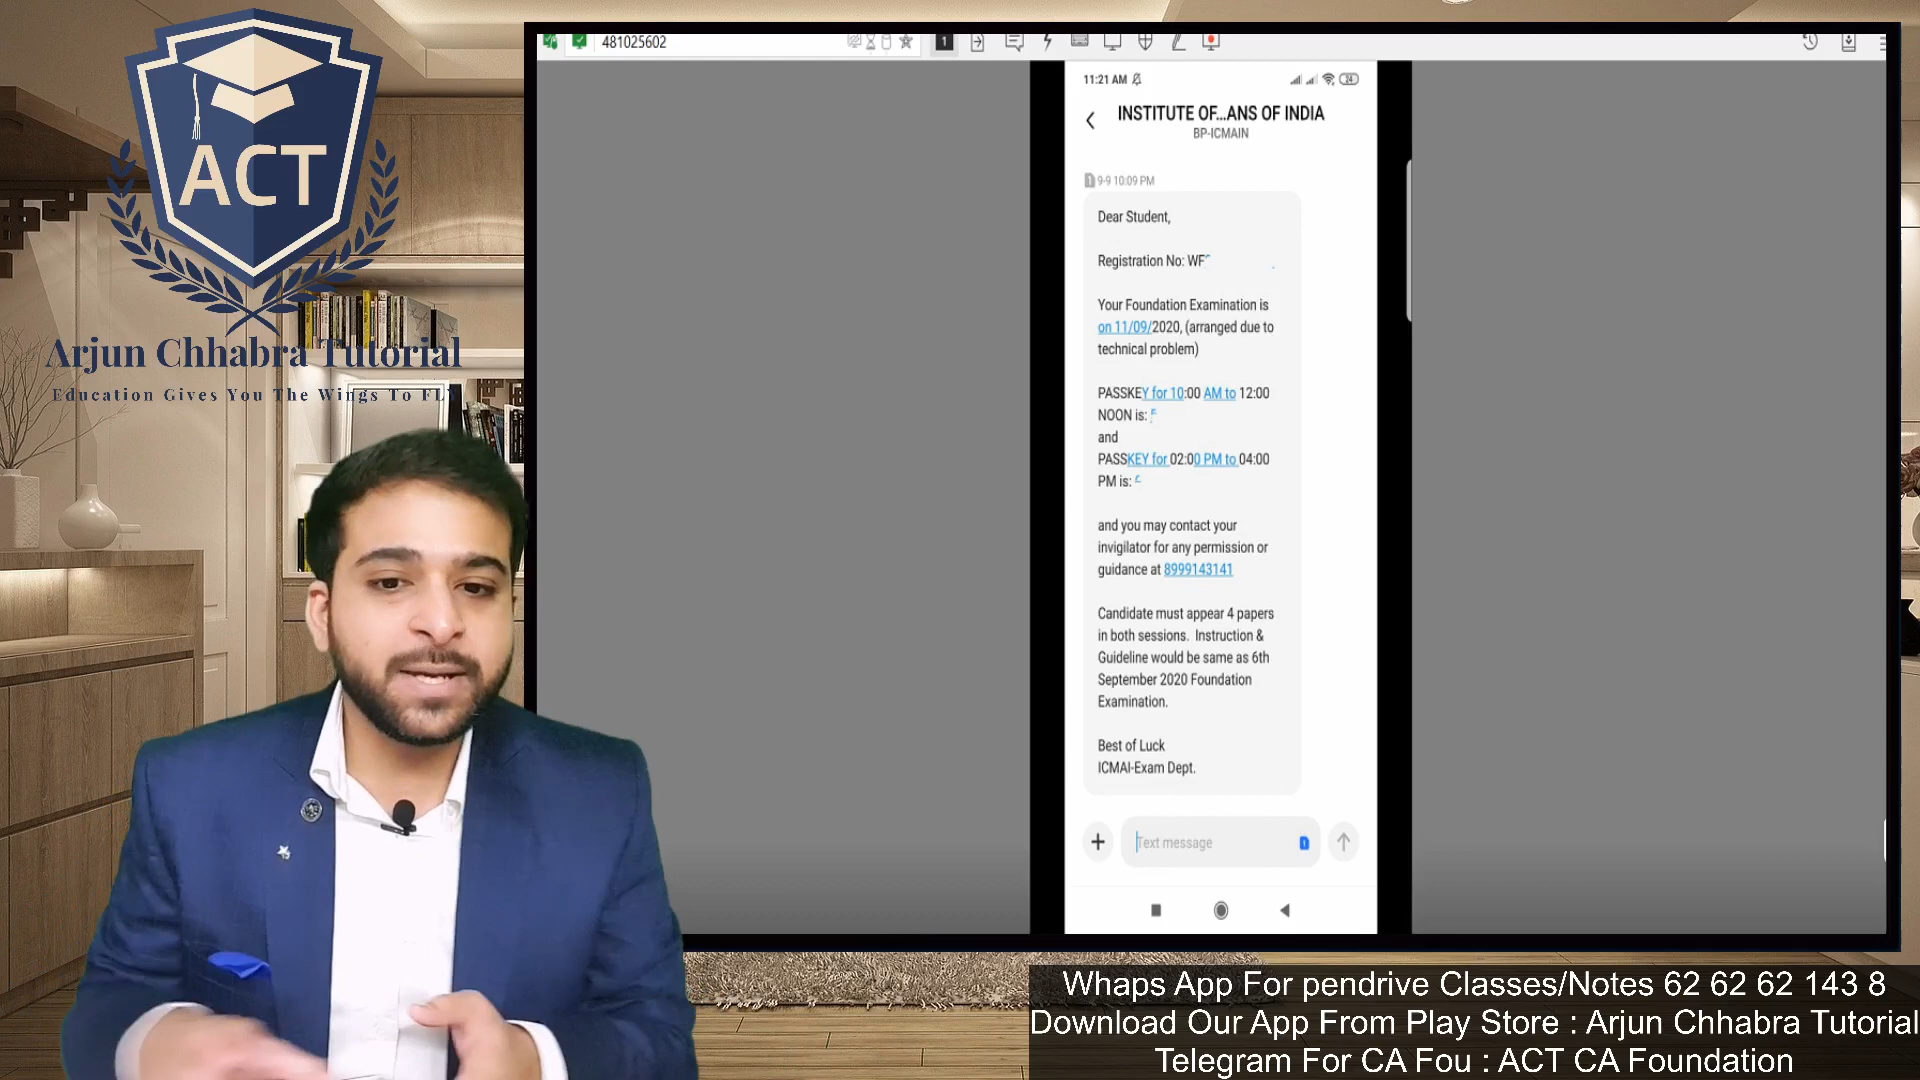 ACT
Arjun Chhabra Tutorial
Education Gives You The Wings To FLY
481025602
1
11:21 AM
24
INSTITUTE OF...ANS OF INDIA
BP-ICMAIN
9-9 10:09 PM
Dear Student,
Registration No: WF
Your Foundation Examination is
on 11/09/2020, (arranged due to
technical problem)
PASSKEY for 10:00 AM to 12:00
NOON is:
and
PASSKEY for 02:00 PM to 04:00
PM is:
and you may contact your
invigilator for any permission or
guidance at 8999143141
Candidate must appear 4 papers
in both sessions. Instruction &
Guideline would be same as 6th
September 2020 Foundation
Examination.
Best of Luck
ICMAI-Exam Dept.
Text message
Whaps App For pendrive Classes/Notes 62 62 62 143 8
Download Our App From Play Store : Arjun Chhabra Tutorial
Telegram For CA Fou : ACT CA Foundation